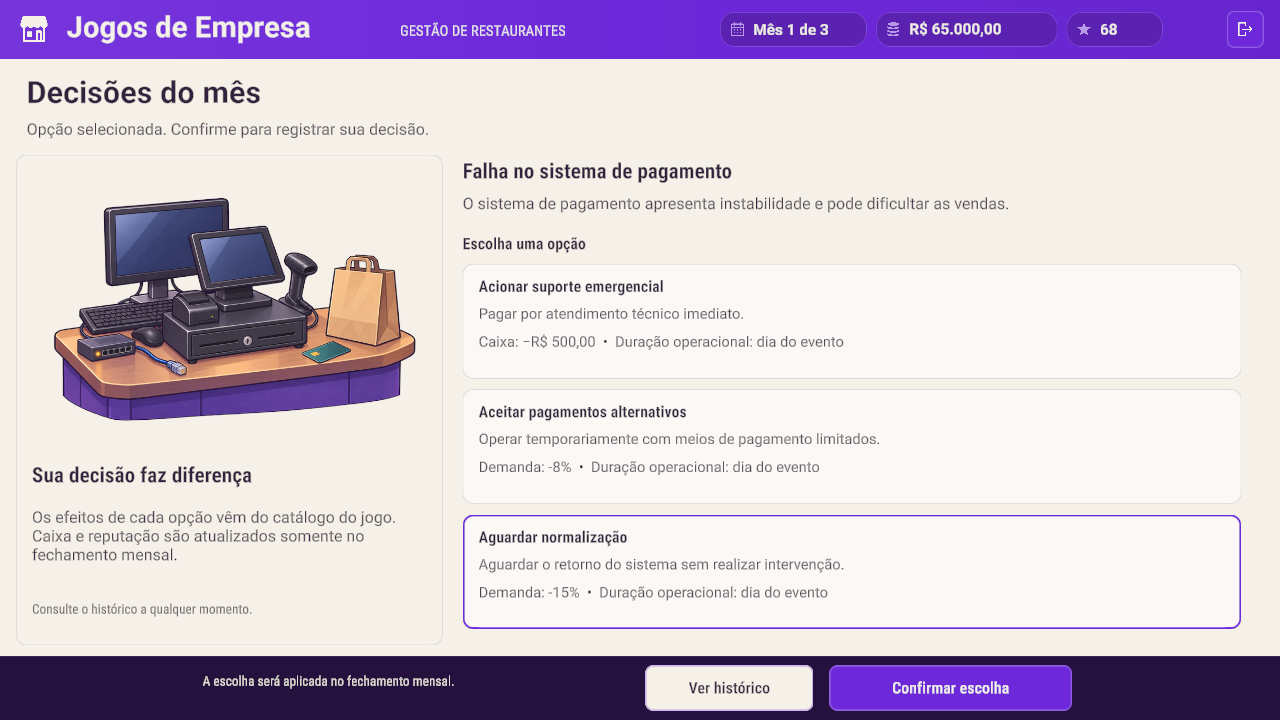 Jogos de Empresa
GESTÃO DE RESTAURANTES
Mês 1 de 3
R$ 65.000,00
68
Decisões do mês
Opção selecionada. Confirme para registrar sua decisão.
Sua decisão faz diferença
Os efeitos de cada opção vêm do catálogo do jogo.
Caixa e reputação são atualizados somente no
fechamento mensal.
Consulte o histórico a qualquer momento.
Falha no sistema de pagamento
O sistema de pagamento apresenta instabilidade e pode dificultar as vendas.
Escolha uma opção
Acionar suporte emergencial
Pagar por atendimento técnico imediato.
Caixa: −R$ 500,00 • Duração operacional: dia do evento
Aceitar pagamentos alternativos
Operar temporariamente com meios de pagamento limitados.
Demanda: -8% • Duração operacional: dia do evento
Aguardar normalização
Aguardar o retorno do sistema sem realizar intervenção.
Demanda: -15% • Duração operacional: dia do evento
A escolha será aplicada no fechamento mensal.
Ver histórico
Confirmar escolha